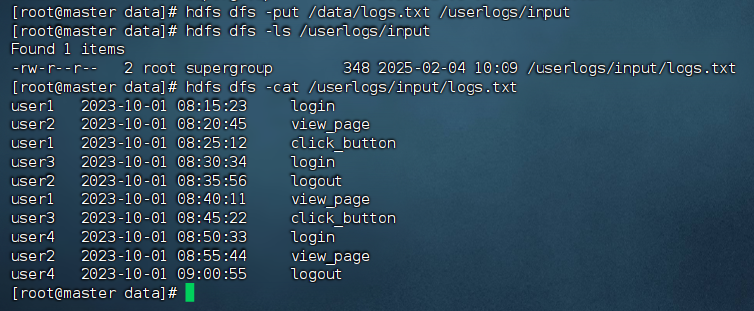 [root@master data]# hdfs dfs -put /data/logs.txt /userlogs/input
[root@master data]# hdfs dfs -ls /userlogs/input
Found 1 items
-rw-r--r--   2 root supergroup        348 2025-02-04 10:09 /userlogs/input/logs.txt
[root@master data]# hdfs dfs -cat /userlogs/input/logs.txt
user1   2023-10-01 08:15:23     login
user2   2023-10-01 08:20:45     view_page
user1   2023-10-01 08:25:12     click_button
user3   2023-10-01 08:30:34     login
user2   2023-10-01 08:35:56     logout
user1   2023-10-01 08:40:11     view_page
user3   2023-10-01 08:45:22     click_button
user4   2023-10-01 08:50:33     login
user2   2023-10-01 08:55:44     view_page
user4   2023-10-01 09:00:55     logout
[root@master data]#